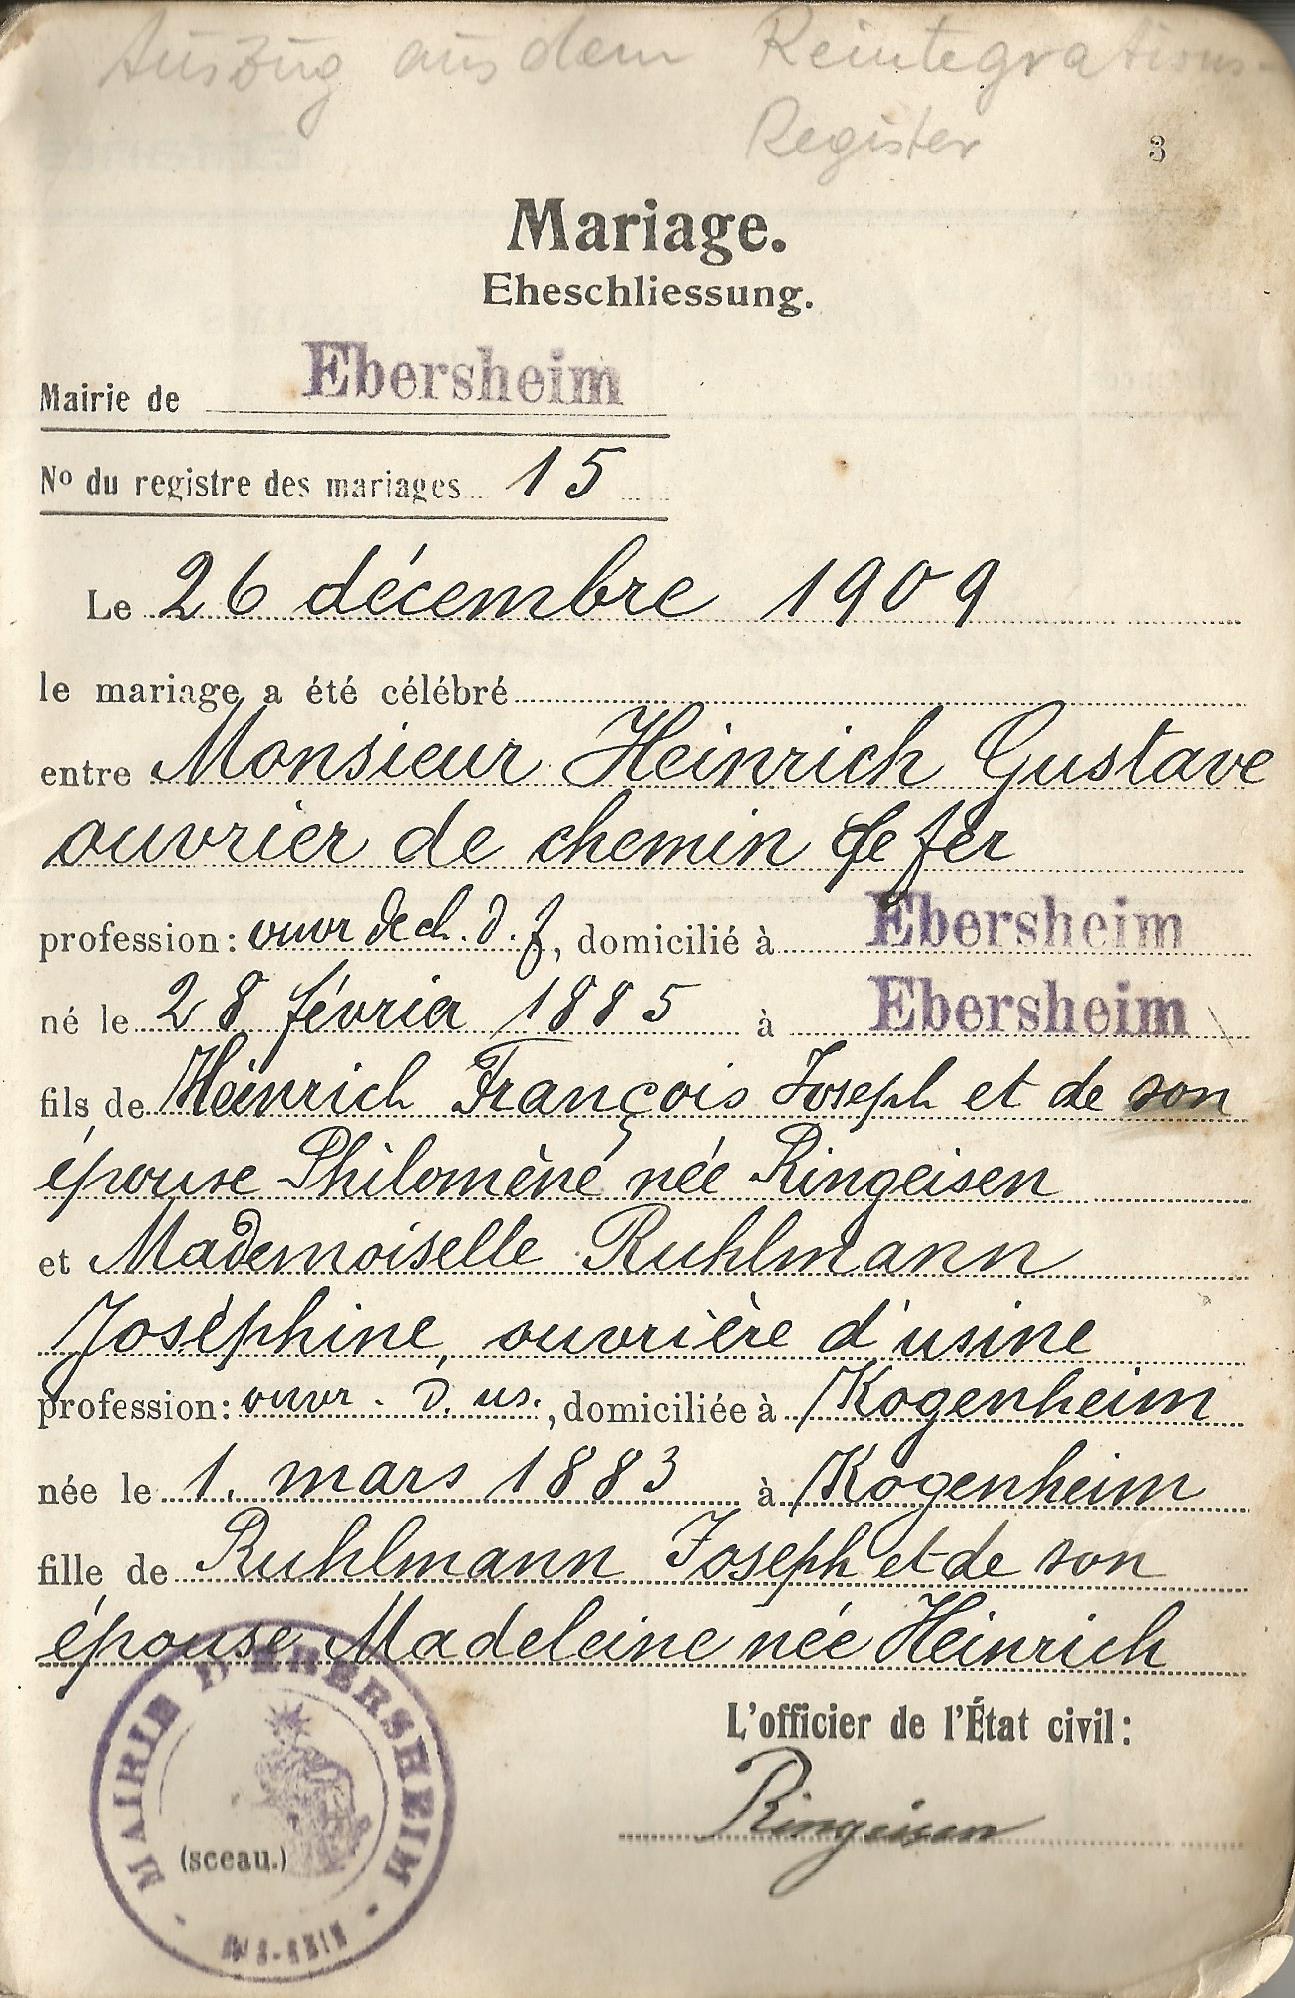 Auszug aus dem Reintegrations-
Register
3
Mariage.
Eheschliessung.
Mairie de Ebersheim
No du registre des mariages 15
Le 26 décembre 1909
le mariage a été célébré
entre Monsieur Heinrich Gustave
ouvrier de chemin de fer
profession: ouvr de ch. d. f, domicilié à Ebersheim
né le 28 février 1885 à Ebersheim
fils de Heinrich François Joseph et de son
épouse Philomène née Ringeisen
et Mademoiselle Ruhlmann
Joséphine, ouvrière d'usine
profession: ouvr. d. us., domiciliée à Kogenheim
née le 1. mars 1883 à Kogenheim
fille de Ruhlmann Joseph et de son
épouse Madeleine née Heinrich
L'officier de l'État civil:
Ringeisen
MAIRIE D'EBERSHEIM
(sceau.)
BAS-RHIN